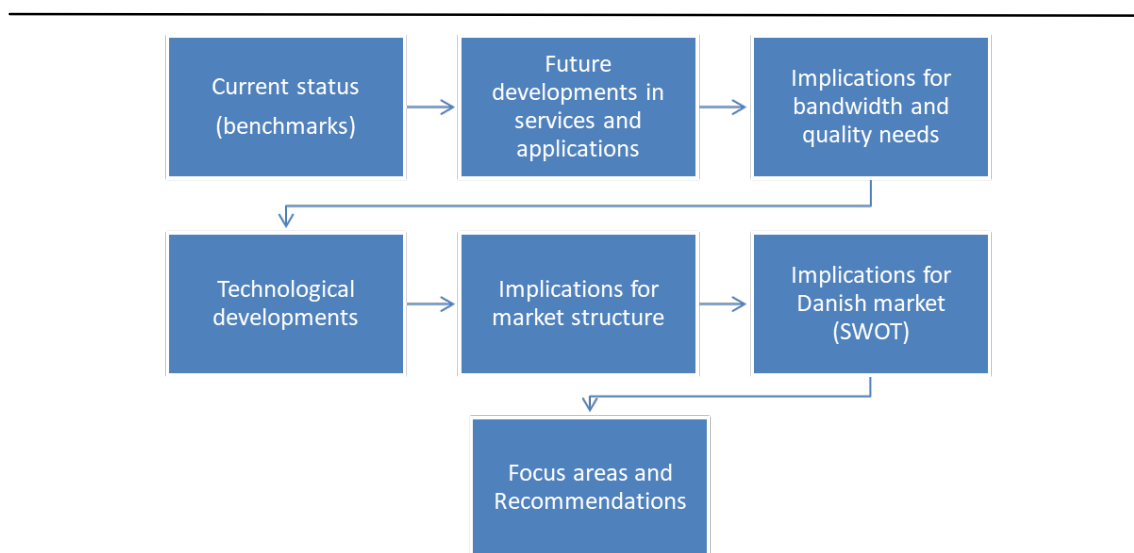 Current status
(benchmarks)
Future
developments in
services and
applications
Implications for
bandwidth and
quality needs
Technological
developments
Implications for
market structure
Implications for
Danish market
(SWOT)
Focus areas and
Recommendations